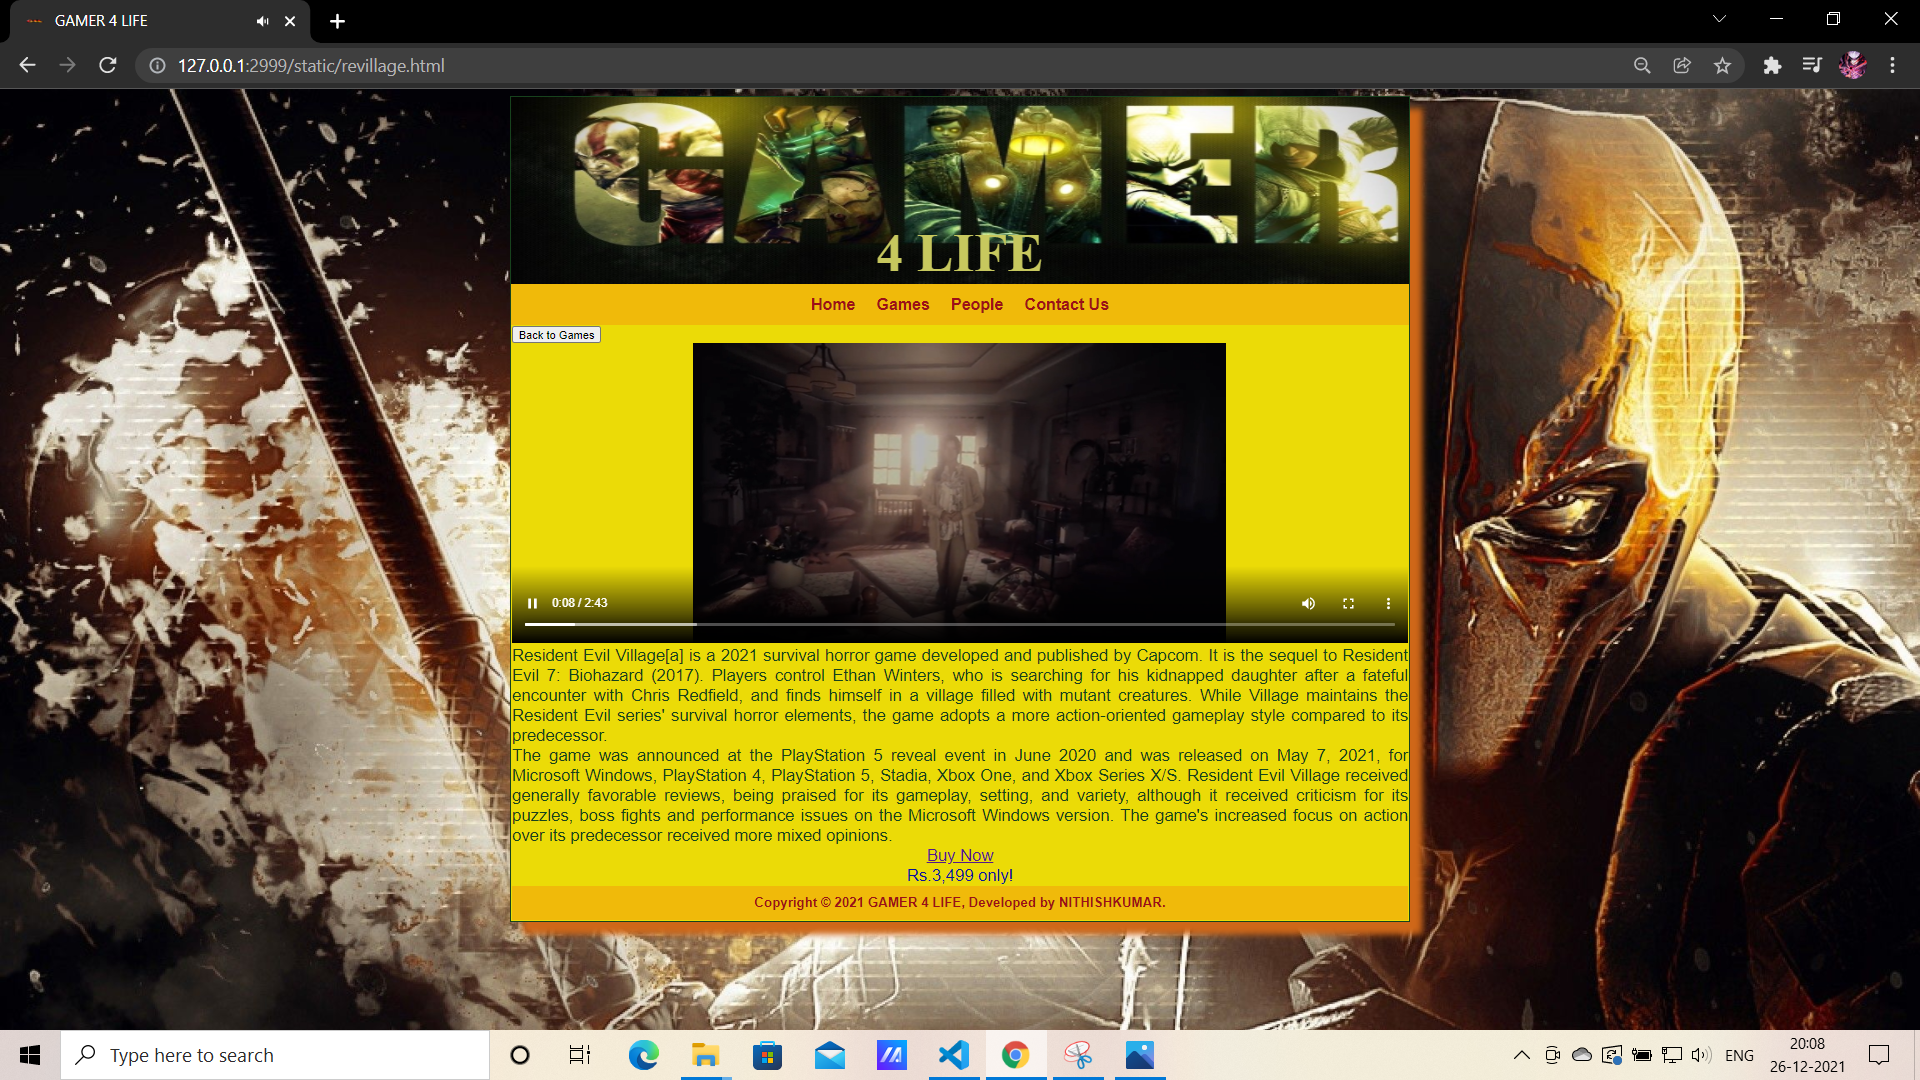 GAMER 4 LIFE
127.0.0.1:2999/static/revillage.html
GAMER
4 LIFE
Home Games People Contact Us
Back to Games
0:08 / 2:43
Resident Evil Village[a] is a 2021 survival horror game developed and published by Capcom. It is the sequel to Resident
Evil 7: Biohazard (2017). Players control Ethan Winters, who is searching for his kidnapped daughter after a fateful
encounter with Chris Redfield, and finds himself in a village filled with mutant creatures. While Village maintains the
Resident Evil series' survival horror elements, the game adopts a more action-oriented gameplay style compared to its
predecessor.
The game was announced at the PlayStation 5 reveal event in June 2020 and was released on May 7, 2021, for
Microsoft Windows, PlayStation 4, PlayStation 5, Stadia, Xbox One, and Xbox Series X/S. Resident Evil Village received
generally favorable reviews, being praised for its gameplay, setting, and variety, although it received criticism for its
puzzles, boss fights and performance issues on the Microsoft Windows version. The game's increased focus on action
over its predecessor received more mixed opinions.
Buy Now
Rs.3,499 only!
Copyright © 2021 GAMER 4 LIFE, Developed by NITHISHKUMAR.
Type here to search
ENG
20:08
26-12-2021